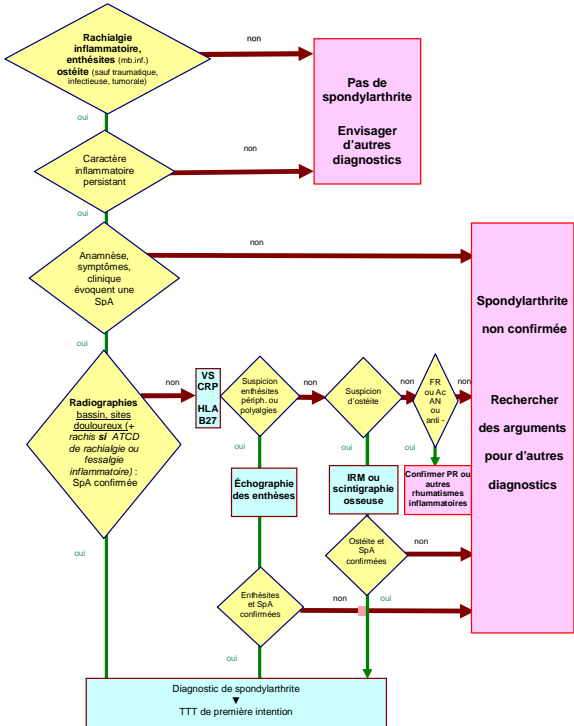 Rachialgie
inflammatoire,
enthésites (mb.inf.)
ostéite (sauf traumatique,
infectieuse, tumorale)
non
Pas de
spondylarthrite
Envisager
d'autres
diagnostics
oui
Caractère
inflammatoire
persistant
non
oui
Anamnèse,
symptômes,
clinique
évoquent une
SpA
non
Spondylarthrite
non confirmée
Rechercher
des arguments
pour d'autres
diagnostics
oui
Radiographies
bassin, sites
douloureux (+
rachis si ATCD
de rachialgie ou
fessalgie
inflammatoire) :
SpA confirmée
non
VS
CRP
HLA
B27
Suspicion
enthésites
périph. ou
polyalgies
non
Suspicion
d'ostéite
non
FR
ou Ac
AN
ou
anti -
non
oui
oui
oui
Échographie
des enthèses
IRM ou
scintigraphie
osseuse
Confirmer PR ou
autres
rhumatismes
inflammatoires
Ostéite et
SpA
confirmées
non
oui
oui
Enthésites
et SpA
confirmées
non
oui
Diagnostic de spondylarthrite
▼
TTT de première intention